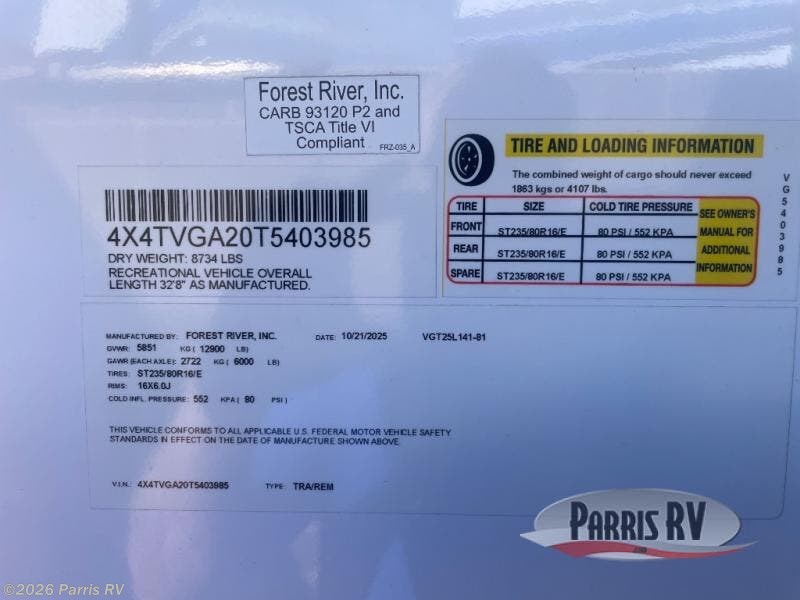 Forest River, Inc.
CARB 93120 P2 and
TSCA Title VI
Compliant
FRZ-035_A
4X4TVGA20T5403985
DRY WEIGHT: 8734 LBS
RECREATIONAL VEHICLE OVERALL
LENGTH 32'8" AS MANUFACTURED.
TIRE AND LOADING INFORMATION
The combined weight of cargo should never exceed
1863 kgs or 4107 lbs.
TIRE SIZE COLD TIRE PRESSURE
FRONT ST235/80R16/E 80 PSI / 552 KPA
REAR ST235/80R16/E 80 PSI / 552 KPA
SPARE ST235/80R16/E 80 PSI / 552 KPA
SEE OWNER'S
MANUAL FOR
ADDITIONAL
INFORMATION
VG5403985
MANUFACTURED BY: FOREST RIVER, INC. DATE: 10/21/2025 VGT25L141-81
GVWR: 5851 KG ( 12900 LB)
GAWR (EACH AXLE): 2722 KG ( 6000 LB)
TIRES: ST235/80R16/E
RIMS: 16X6.0J
COLD INFL. PRESSURE: 552 KPA ( 80 PSI )
THIS VEHICLE CONFORMS TO ALL APPLICABLE U.S. FEDERAL MOTOR VEHICLE SAFETY
STANDARDS IN EFFECT ON THE DATE OF MANUFACTURE SHOWN ABOVE.
V.I.N.: 4X4TVGA20T5403985 TYPE: TRA/REM
PARRIS RV
.com
©2026 Parris RV